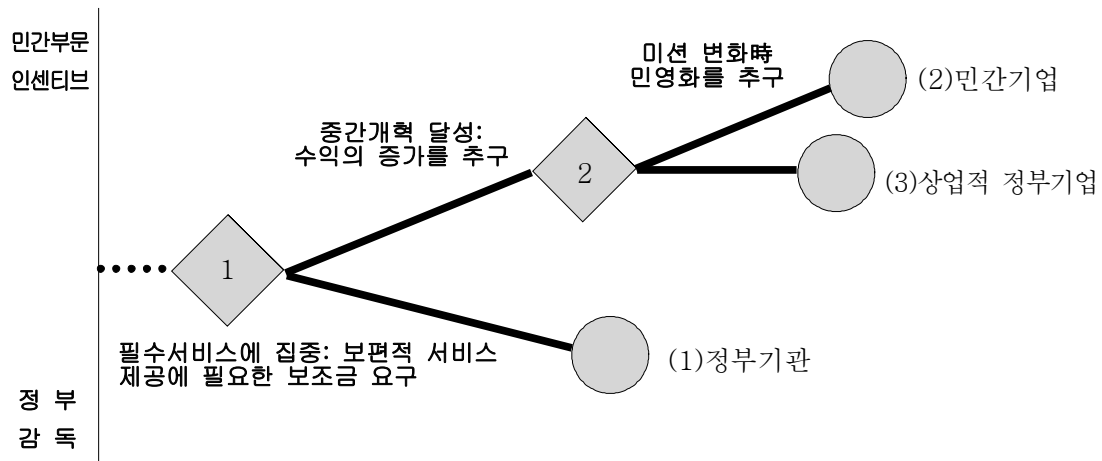 민간부문
인센티브
미션 변화時
민영화를 추구
(2)민간기업
중간개혁 달성:
수익의 증가를 추구
2
(3)상업적 정부기업
1
필수서비스에 집중: 보편적 서비스
제공에 필요한 보조금 요구
(1)정부기관
정 부
감 독